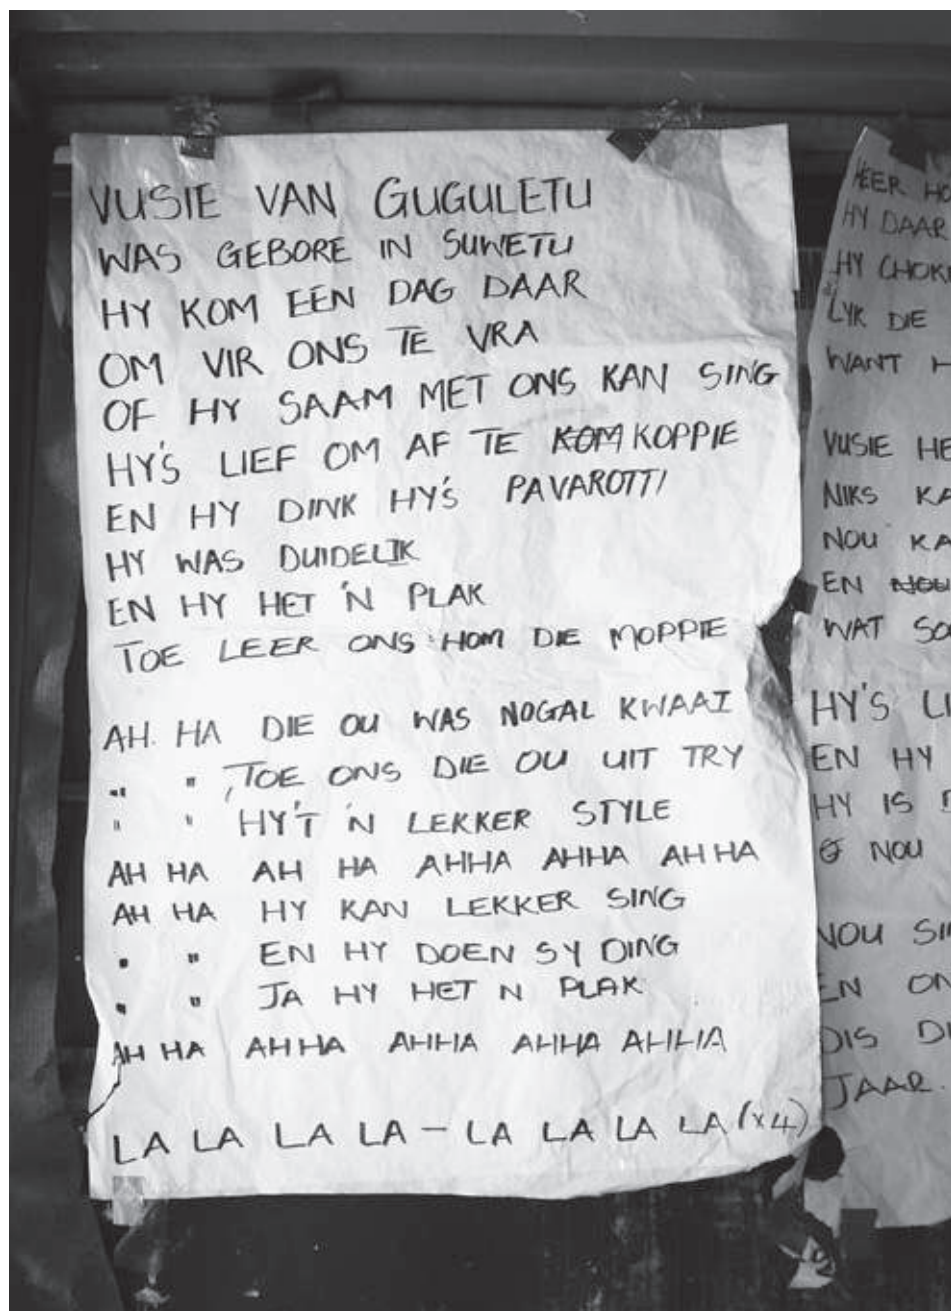 VUSIE VAN GUGULETU
WAS GEBORE IN SUWETU
HY KOM EEN DAG DAAR
OM VIR ONS TE VRA
OF HY SAAM MET ONS KAN SING
HY'S LIEF OM AF TE KOM KOPPIE
EN HY DINK HY'S PAVAROTTI
HY WAS DUIDELIK
EN HY HET 'N PLAK
TOE LEER ONS HOM DIE MOPPIE
AH. HA DIE OU WAS NOGAL KWAAI
" " TOE ONS DIE OU UIT TRY
" " HY'T 'N LEKKER STYLE
AH HA AH HA AHHA AHHA AHHA
AH HA HY KAN LEKKER SING
" " EN HY DOEN SY DING
" " JA HY HET N PLAK
AH HA AHHA AHHA AHHA AHHA
LA LA LA LA - LA LA LA LA (x4)
HEER
HY DAAR
HY
LYK DIE
WANT
VUSIE
NIKS
NOU
EN NOU
WAT
HY'S
EN HY
HY IS
NOU
NOU
EN
DIS
JAAR.